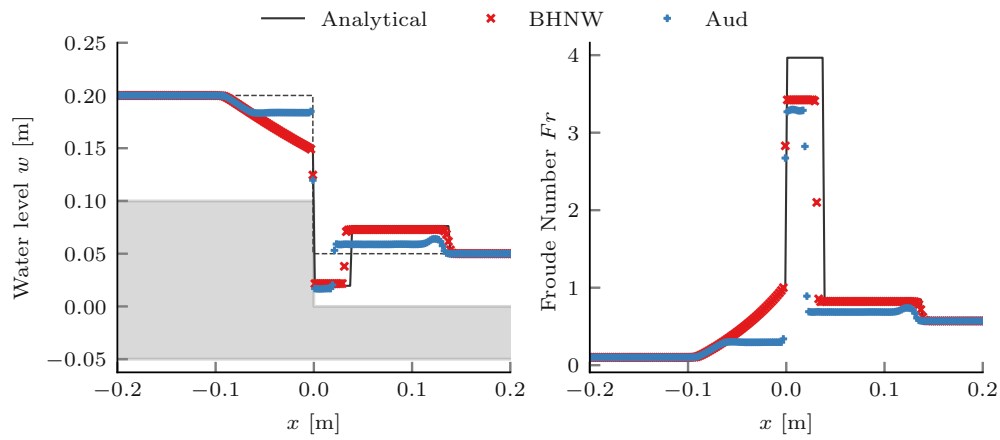 Analytical BHNW Aud
0.25
0.20
0.15
0.10
0.05
0.00
−0.05
Water level w [m]
−0.2 −0.1 0.0 0.1 0.2
x [m]
4
3
2
1
0
Froude Number Fr
−0.2 −0.1 0.0 0.1 0.2
x [m]